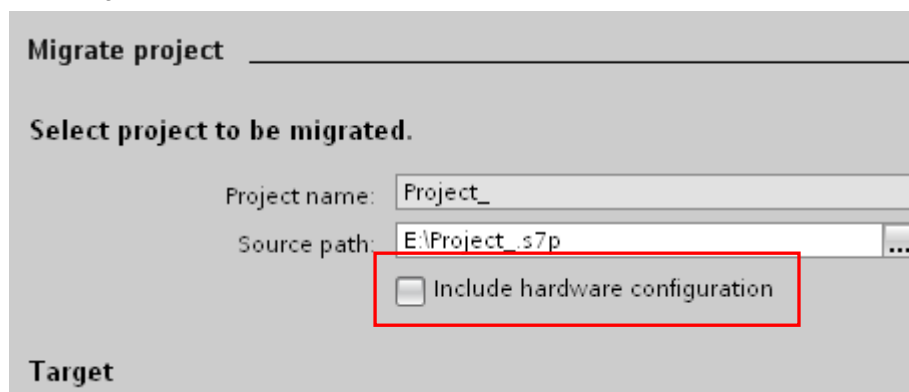 Migrate project
Select project to be migrated.
Project name: Project_
Source path: E:\Project_.s7p ...
Include hardware configuration
Target